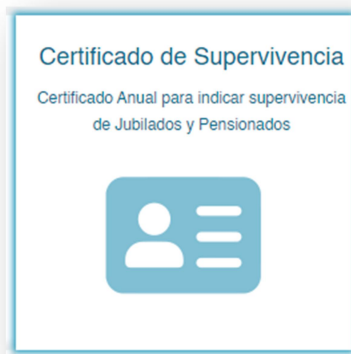 Certificado de Supervivencia
Certificado Anual para indicar supervivencia
de Jubilados y Pensionados